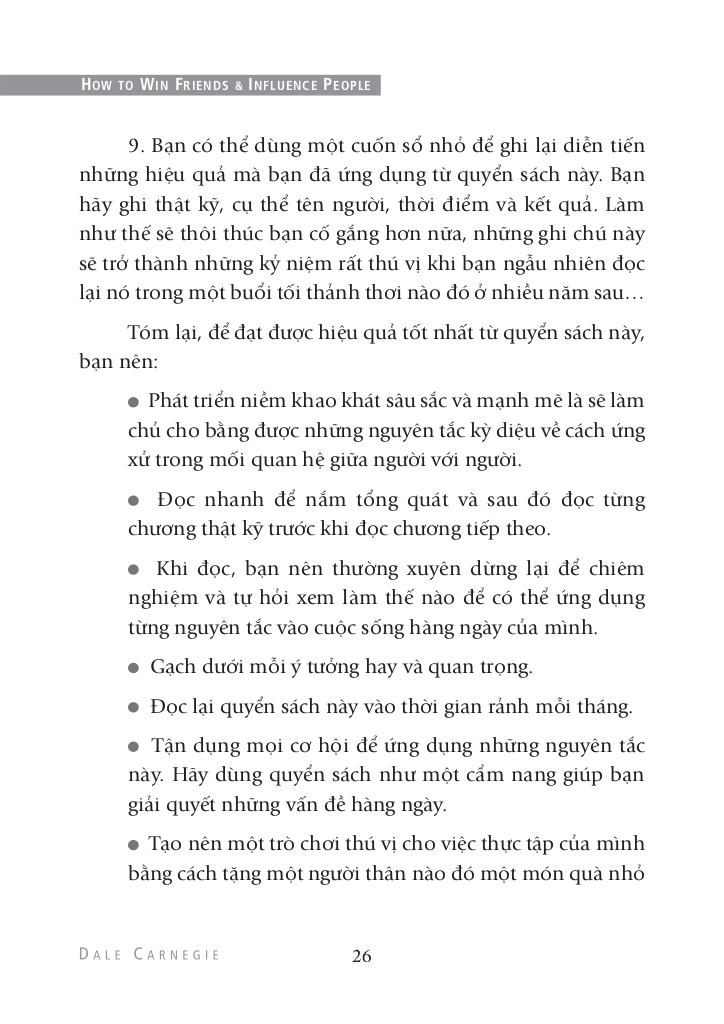 HOW TO WIN FRIENDS & INFLUENCE PEOPLE
9. Bạn có thể dùng một cuốn sổ nhỏ để ghi lại diễn tiến
những hiệu quả mà bạn đã ứng dụng từ quyển sách này. Bạn
hãy ghi thật kỹ, cụ thể tên người, thời điểm và kết quả. Làm
như thế sẽ thôi thúc bạn cố gắng hơn nữa, những ghi chú này
sẽ trở thành những kỷ niệm rất thú vị khi bạn ngẫu nhiên đọc
lại nó trong một buổi tối thảnh thơi nào đó ở nhiều năm sau…
Tóm lại, để đạt được hiệu quả tốt nhất từ quyển sách này,
bạn nên:
● Phát triển niềm khao khát sâu sắc và mạnh mẽ là sẽ làm
chủ cho bằng được những nguyên tắc kỳ diệu về cách ứng
xử trong mối quan hệ giữa người với người.
● Đọc nhanh để nắm tổng quát và sau đó đọc từng
chương thật kỹ trước khi đọc chương tiếp theo.
● Khi đọc, bạn nên thường xuyên dừng lại để chiêm
nghiệm và tự hỏi xem làm thế nào để có thể ứng dụng
từng nguyên tắc vào cuộc sống hàng ngày của mình.
● Gạch dưới mỗi ý tưởng hay và quan trọng.
● Đọc lại quyển sách này vào thời gian rảnh mỗi tháng.
● Tận dụng mọi cơ hội để ứng dụng những nguyên tắc
này. Hãy dùng quyển sách như một cẩm nang giúp bạn
giải quyết những vấn đề hàng ngày.
● Tạo nên một trò chơi thú vị cho việc thực tập của mình
bằng cách tặng một người thân nào đó một món quà nhỏ
DALE CARNEGIE
26